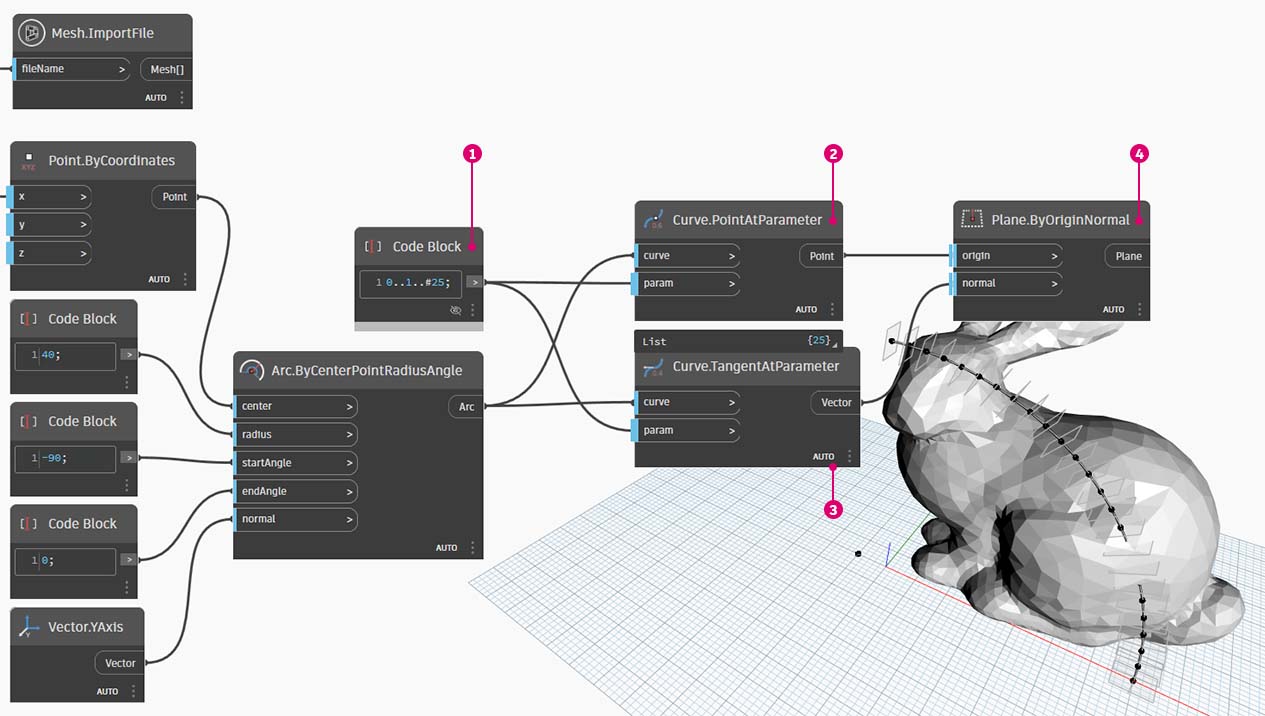 Mesh.ImportFile
fileName >
Mesh[]
AUTO
XYZ
Point.ByCoordinates
x >
Point
y >
z >
AUTO
[ ] Code Block
1 40;
>
[ ] Code Block
1 -90;
>
[ ] Code Block
1 0;
>
Y
Vector.YAxis
Vector
AUTO
1
[ ] Code Block
1 0..1..#25;
>
Arc.ByCenterPointRadiusAngle
center >
Arc
radius >
startAngle >
endAngle >
normal >
AUTO
2
0.6
Curve.PointAtParameter
curve >
Point
param >
AUTO
List {25}
0.4
Curve.TangentAtParameter
curve >
Vector
param >
AUTO
3
4
Plane.ByOriginNormal
origin >
Plane
normal >
AUTO